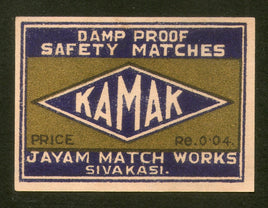 DAMP PROOF
SAFETY MATCHES
KAMAK
PRICE Re.0.04.
JAYAM MATCH WORKS
SIVAKASI.